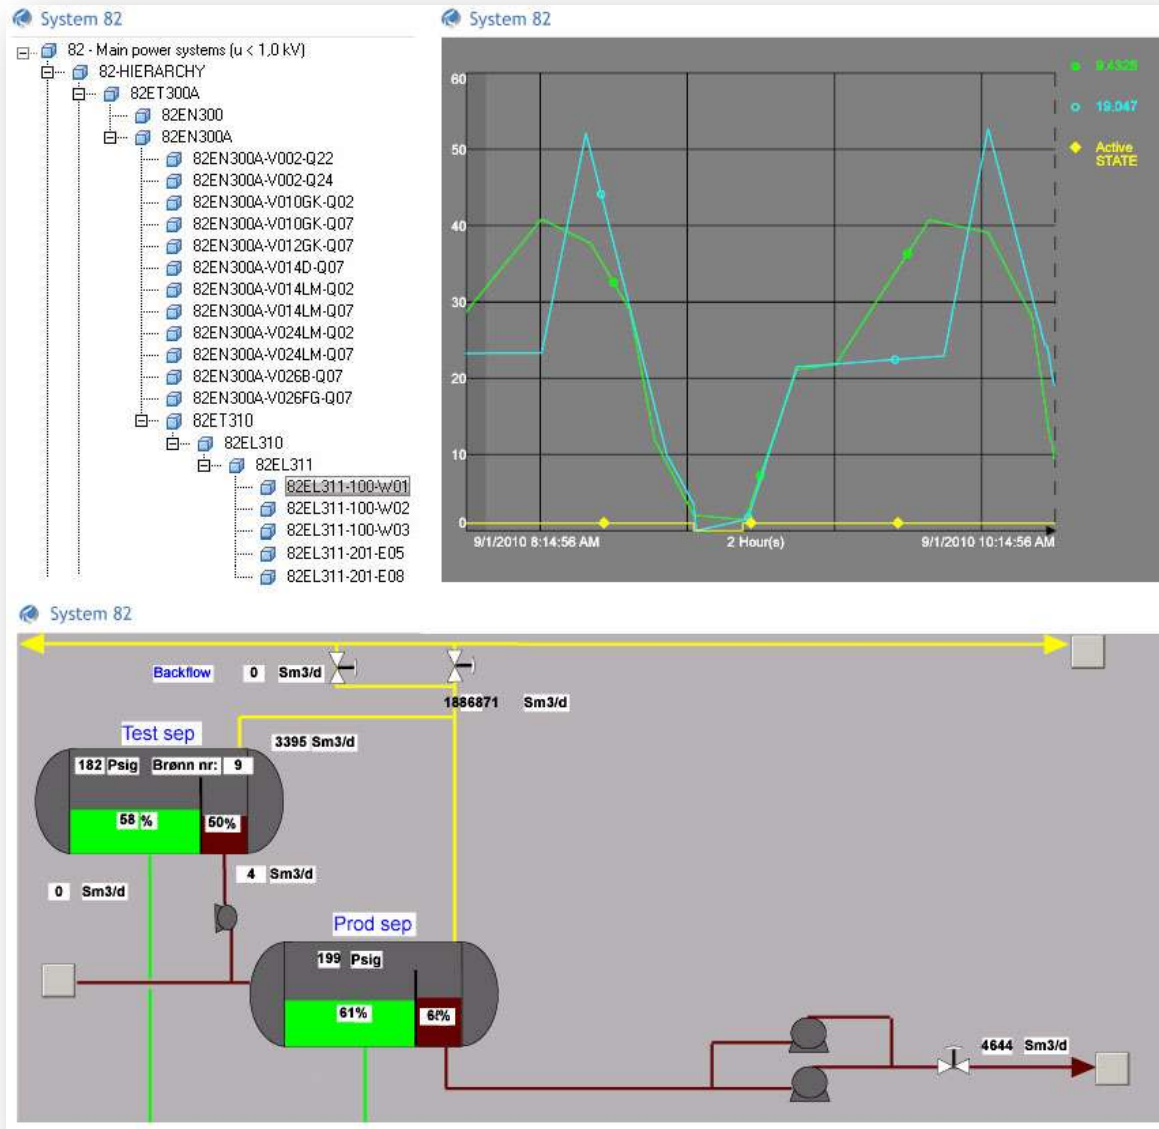 System 82
82 - Main power systems (u < 1,0 kV)
82-HIERARCHY
82ET300A
82EN300
82EN300A
82EN300A-V002-Q22
82EN300A-V002-Q24
82EN300A-V010GK-Q02
82EN300A-V010GK-Q07
82EN300A-V012GK-Q07
82EN300A-V014D-Q07
82EN300A-V014LM-Q02
82EN300A-V014LM-Q07
82EN300A-V024LM-Q02
82EN300A-V024LM-Q07
82EN300A-V026B-Q07
82EN300A-V026FG-Q07
82ET310
82EL310
82EL311
82EL311-100-W01
82EL311-100-W02
82EL311-100-W03
82EL311-201-E05
82EL311-201-E08
System 82
60
50
40
30
20
10
0
9/1/2010 8:14:56 AM
2 Hour(s)
9/1/2010 10:14:56 AM
19.047
Active
STATE
System 82
Backflow 0 Sm3/d
1886871 Sm3/d
Test sep
3395 Sm3/d
182 Psig Brønn nr: 9
58 %
50%
4 Sm3/d
0 Sm3/d
Prod sep
199 Psig
61%
4644 Sm3/d